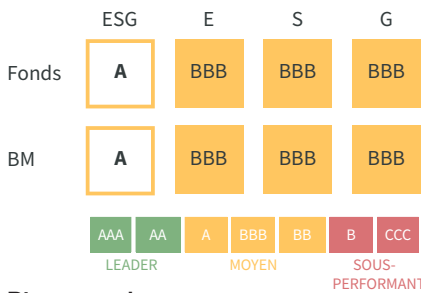 ESG E S G
Fonds A BBB BBB BBB
BM A BBB BBB BBB
AAA AA A BBB BB B CCC
LEADER MOYEN SOUS-
PERFORMANT